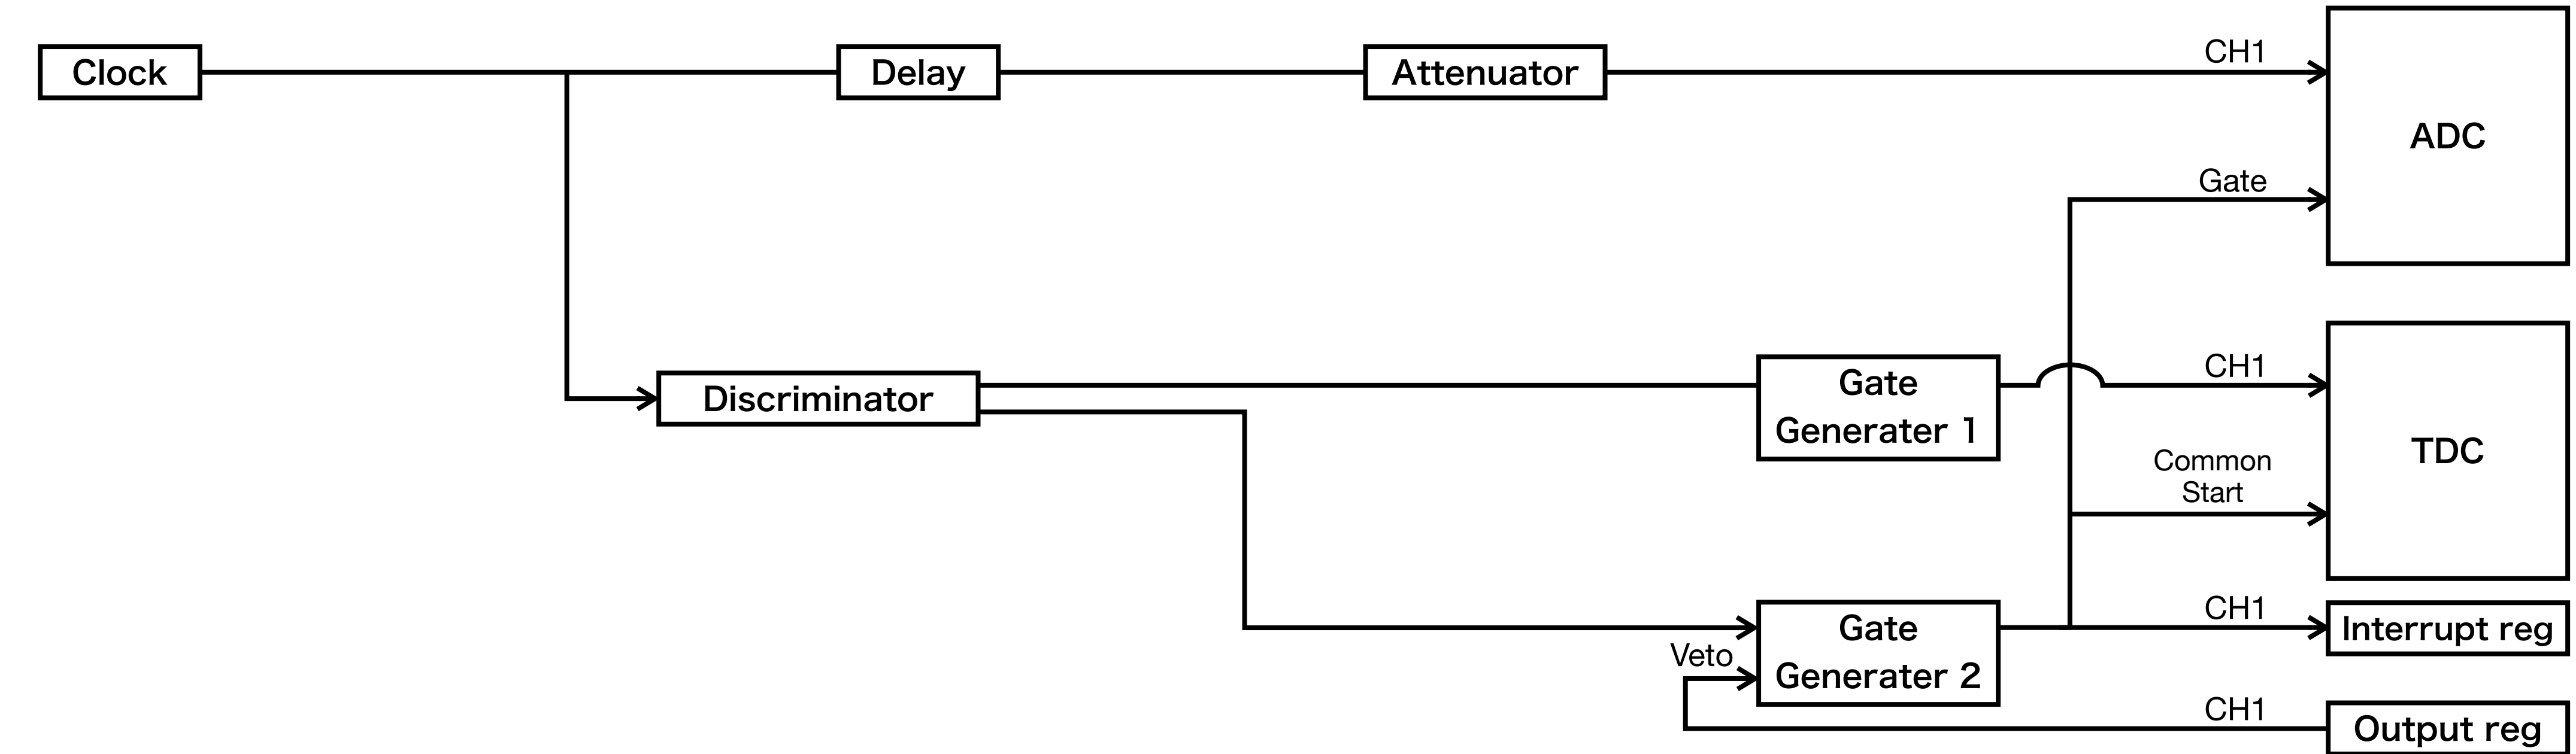 Clock
Delay
Attenuator
CH1
ADC
Gate
Discriminator
Gate
Generater 1
CH1
TDC
Common
Start
Gate
Generater 2
Veto
CH1
Interrupt reg
CH1
Output reg